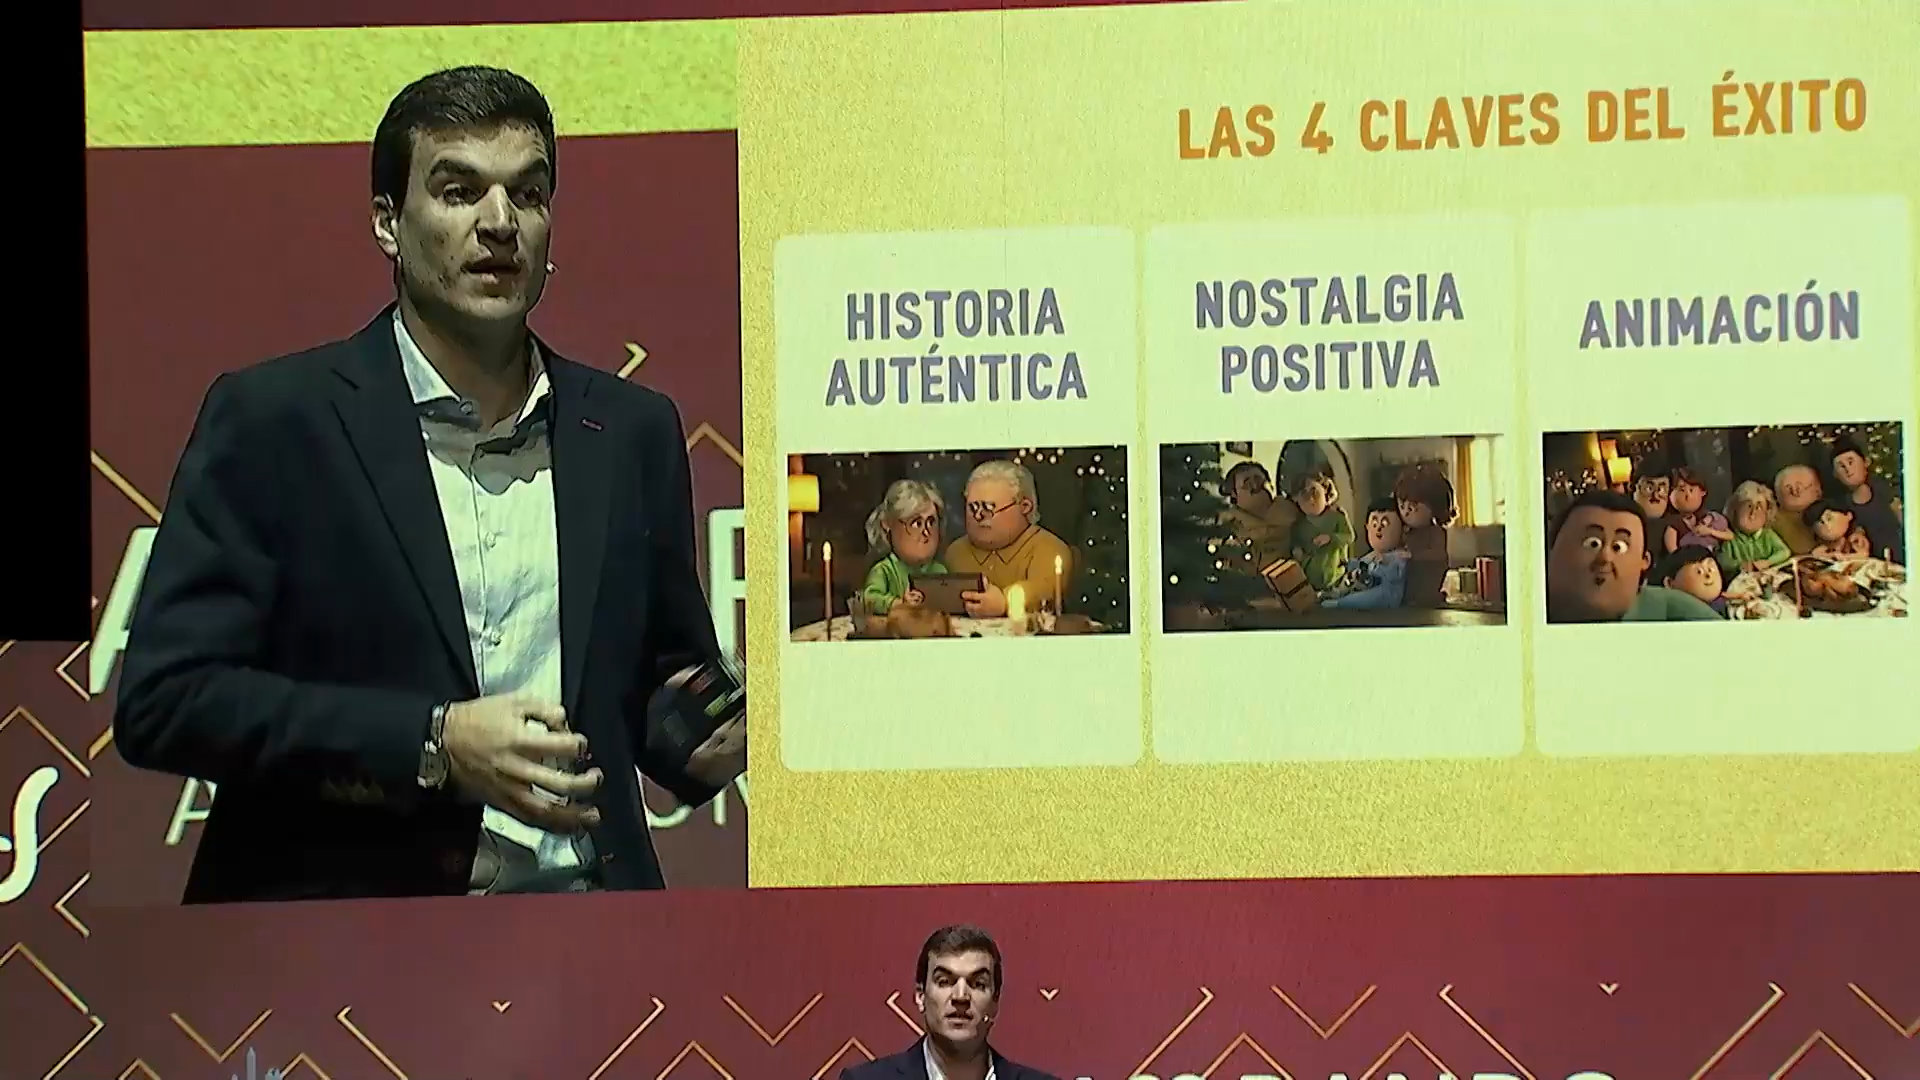 LAS 4 CLAVES DEL ÉXITO
HISTORIA
AUTÉNTICA
NOSTALGIA
POSITIVA
ANIMACIÓN